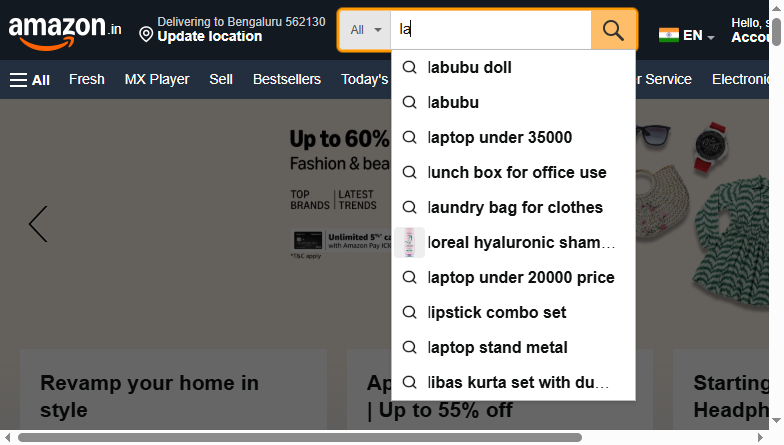 amazon.in
Delivering to Bengaluru 562130
Update location
All
la
EN
Hello, s
Accou
All
Fresh
MX Player
Sell
Bestsellers
Today's
r Service
Electronic
labubu doll
labubu
laptop under 35000
lunch box for office use
laundry bag for clothes
loreal hyaluronic sham…
laptop under 20000 price
lipstick combo set
laptop stand metal
libas kurta set with du…
Up to 60%
Fashion & bea
TOP BRANDS | LATEST TRENDS
Unlimited 5%* ca
with Amazon Pay ICI
*T&C apply
Revamp your home in
style
Ap
| Up to 55% off
Starting
Headph